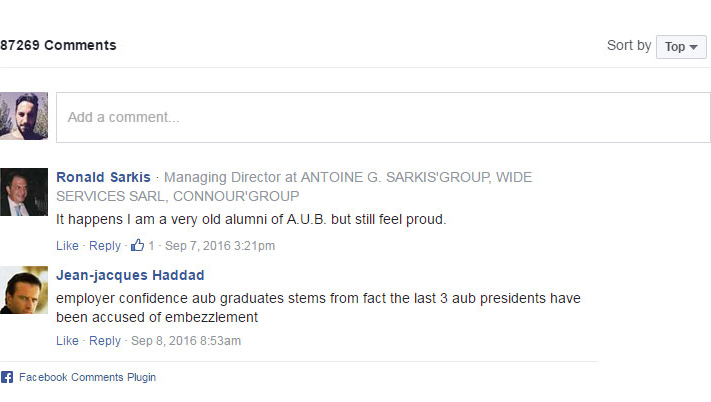 87269 Comments
Sort by Top
Add a comment...
Ronald Sarkis · Managing Director at ANTOINE G. SARKIS'GROUP, WIDE
SERVICES SARL, CONNOUR'GROUP
It happens I am a very old alumni of A.U.B. but still feel proud.
Like · Reply · 1 · Sep 7, 2016 3:21pm
Jean-jacques Haddad
employer confidence aub graduates stems from fact the last 3 aub presidents have
been accused of embezzlement
Like · Reply · Sep 8, 2016 8:53am
Facebook Comments Plugin